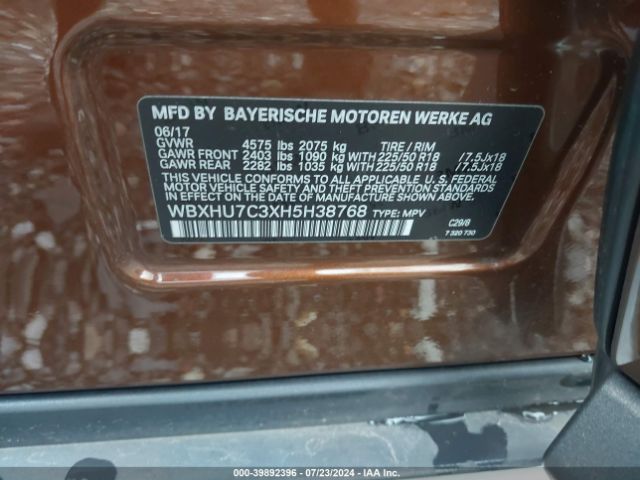 MFD BY BAYERISCHE MOTOREN WERKE AG
06/17
GVWR 4575 lbs 2075 kg TIRE / RIM
GAWR FRONT 2403 lbs 1090 kg WITH 225/50 R18 /7.5Jx18
GAWR REAR 2282 lbs 1035 kg WITH 225/50 R18 /7.5Jx18
THIS VEHICLE CONFORMS TO ALL APPLICABLE U.S.
FEDERAL MOTOR VEHICLE SAFETY STANDARDS IN EFFECT ON
THE DATE OF MANUFACTURE SHOWN ABOVE.
WBXHU7C3XH5H38768 TYPE: MPV
C29/8
7 320 730
000-39892396 - 07/23/2024 - IAA Inc.